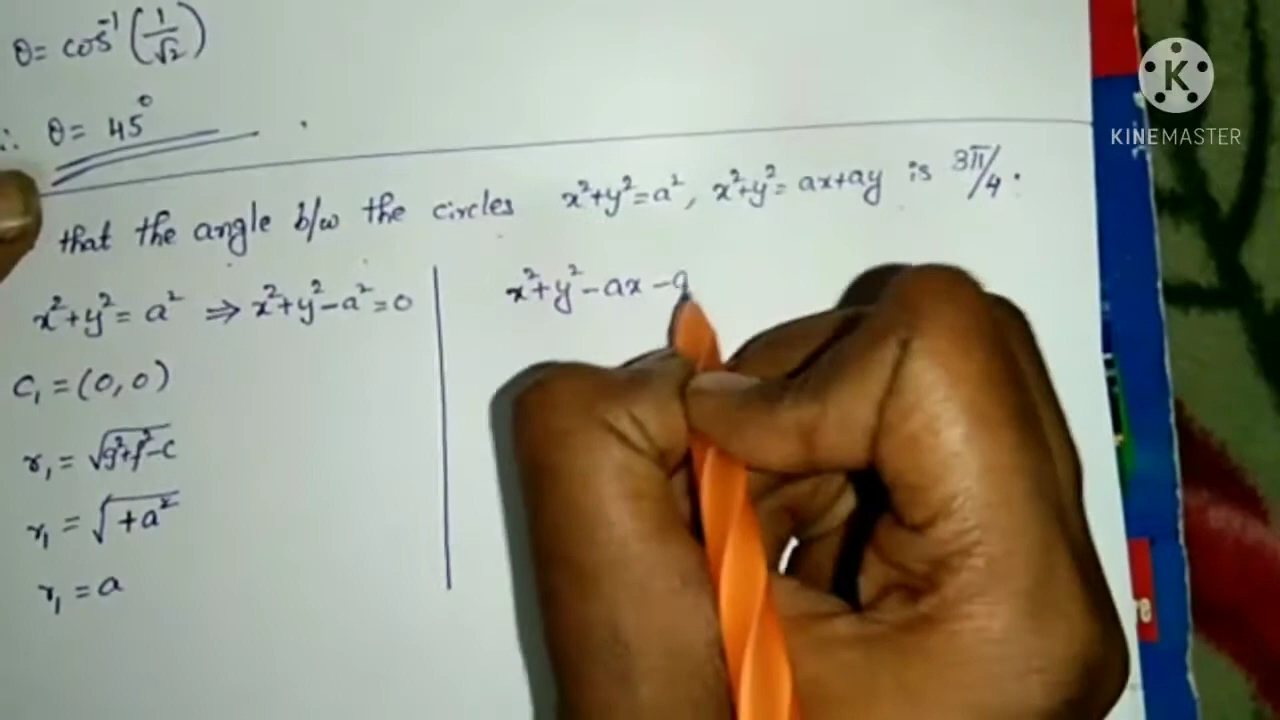 θ = cos⁻¹(1/√2)
∴ θ = 45°
that the angle b/w the circles x²+y²=a², x²+y²=ax+ay is 3π/4.
x²+y²=a² ⇒ x²+y²-a²=0
C₁ = (0,0)
r₁ = √g²+f²-c
r₁ = √+a²
r₁ = a
x²+y²-ax-a
K
KINEMASTER
re